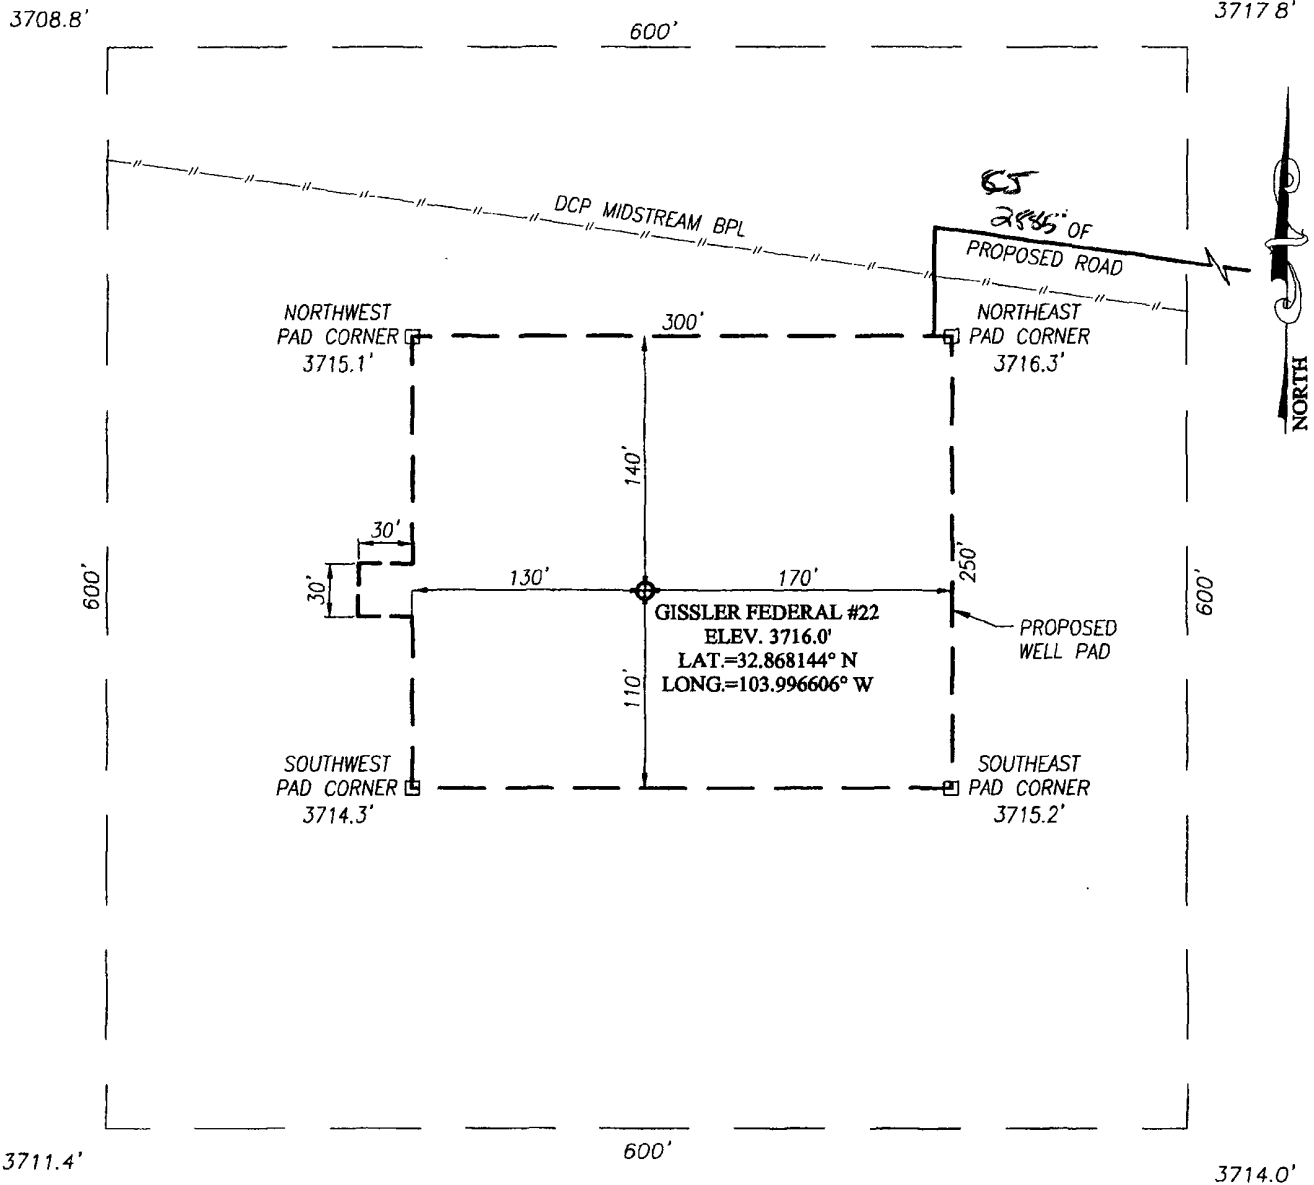 3708.8'
3717 8'
600'
65
DCP MIDSTREAM BPL
OF
PROPOSED ROAD
NORTHWEST
PAD CORNER
3715.1'
300'
NORTHEAST
PAD CORNER
3716.3'
NORTH
140'
30'
30'
600'
130'
170'
250'
600'
GISSLER FEDERAL #22
ELEV. 3716.0'
LAT.=32.868144° N
LONG.=103.996606° W
PROPOSED
WELL PAD
110'
SOUTHWEST
PAD CORNER
3714.3'
SOUTHEAST
PAD CORNER
3715.2'
600'
3711.4'
3714.0'